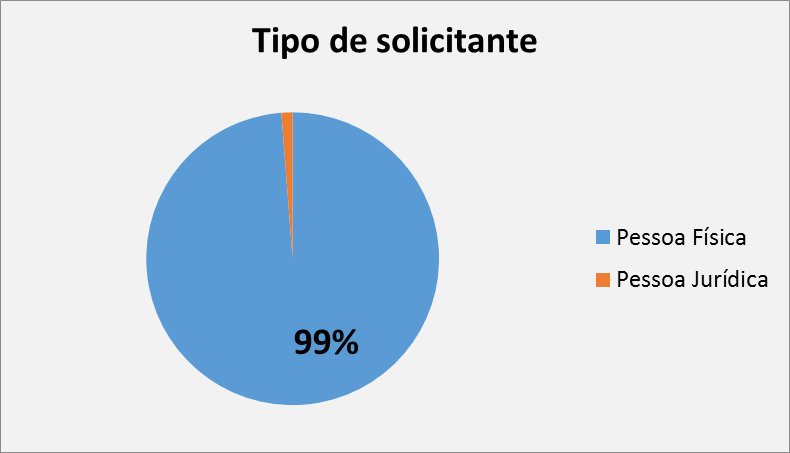 Tipo de solicitante
Pessoa Física
Pessoa Jurídica
99%